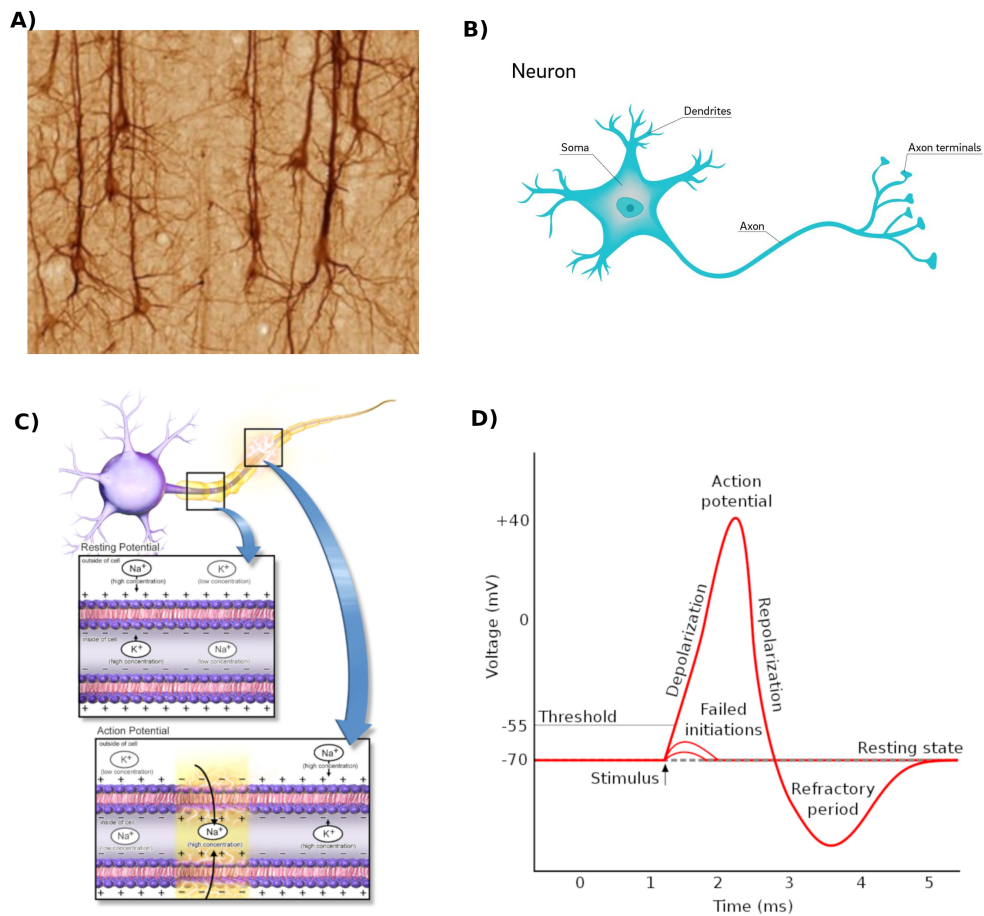 A)
B)
Neuron
Dendrites
Soma
Axon terminals
Axon
C)
Resting Potential
outside of cell
Na+
(high concentration)
K+
(low concentration)
+ + + + + + + + +
inside of cell
K+
(high concentration)
Na+
(low concentration)
Action Potential
outside of cell
K+
(low concentration)
Na+
(high concentration)
inside of cell
Na+
(low concentration)
Na+
(high concentration)
K+
(high concentration)
D)
Action
potential
+40
Voltage (mV)
0
Depolarization
Repolarization
Failed
initiations
Threshold
-55
-70
Resting state
Stimulus
Refractory
period
0 1 2 3 4 5
Time (ms)